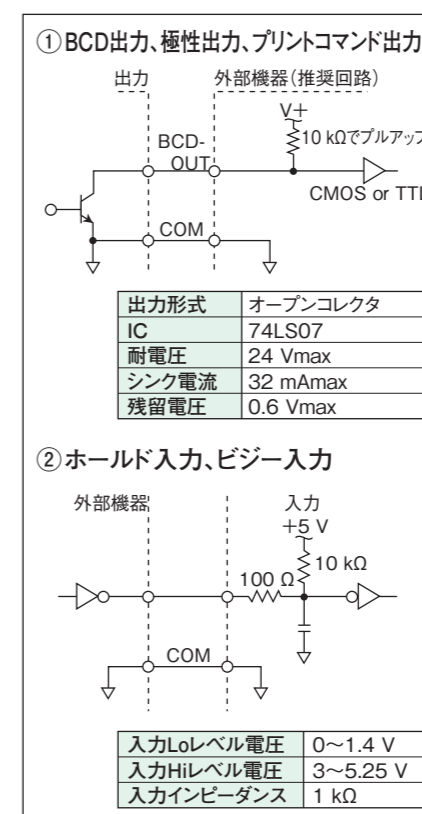 ①BCD出力、極性出力、プリントコマンド出力
出力 外部機器(推奨回路)
V+
10 kΩでプルアップ
BCD-
OUT
CMOS or TTL
COM
出力形式 オープンコレクタ
IC 74LS07
耐電圧 24 Vmax
シンク電流 32 mAmax
残留電圧 0.6 Vmax
②ホールド入力、ビジー入力
外部機器 入力
+5 V
10 kΩ
100 Ω
COM
入力Loレベル電圧 0〜1.4 V
入力Hiレベル電圧 3〜5.25 V
入力インピーダンス 1 kΩ